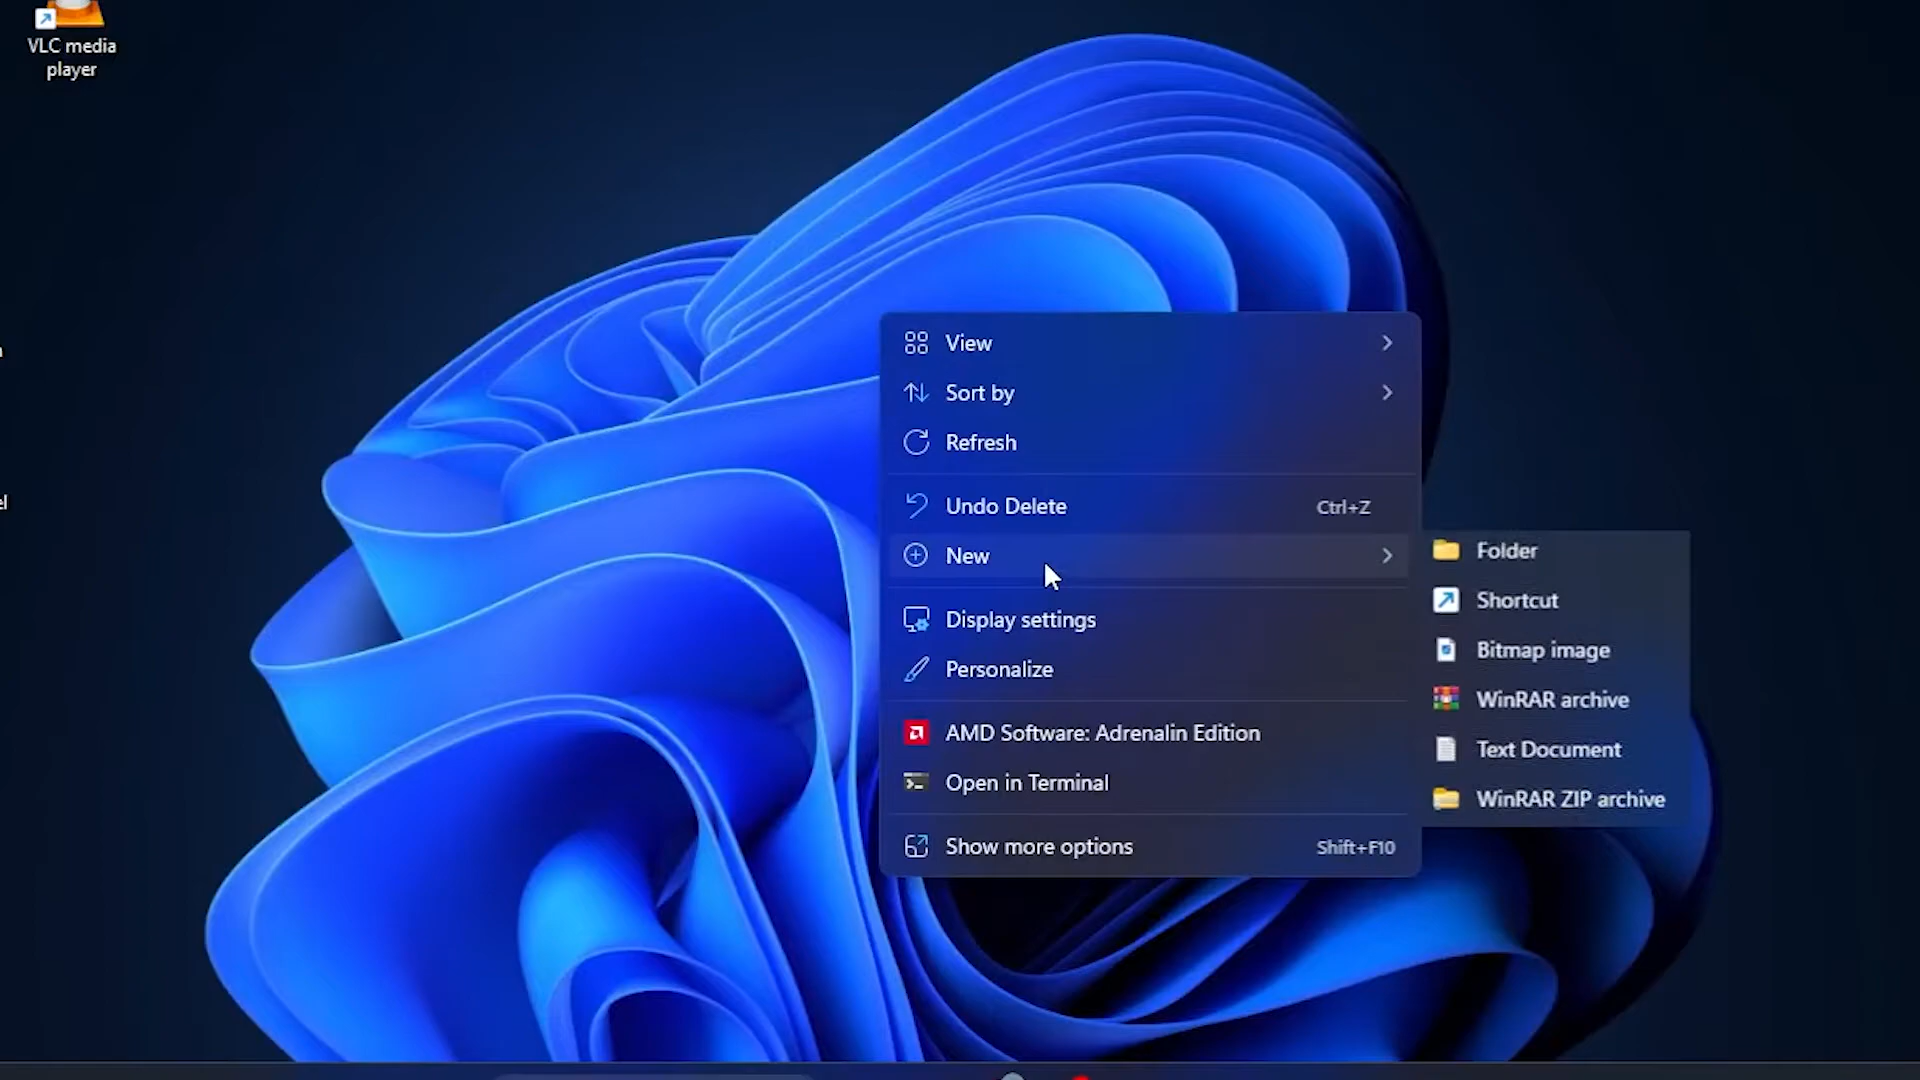 VLC media
player
View
Sort by
Refresh
Undo Delete Ctrl+Z
New
Display settings
Personalize
AMD Software: Adrenalin Edition
Open in Terminal
Show more options Shift+F10
Folder
Shortcut
Bitmap image
WinRAR archive
Text Document
WinRAR ZIP archive